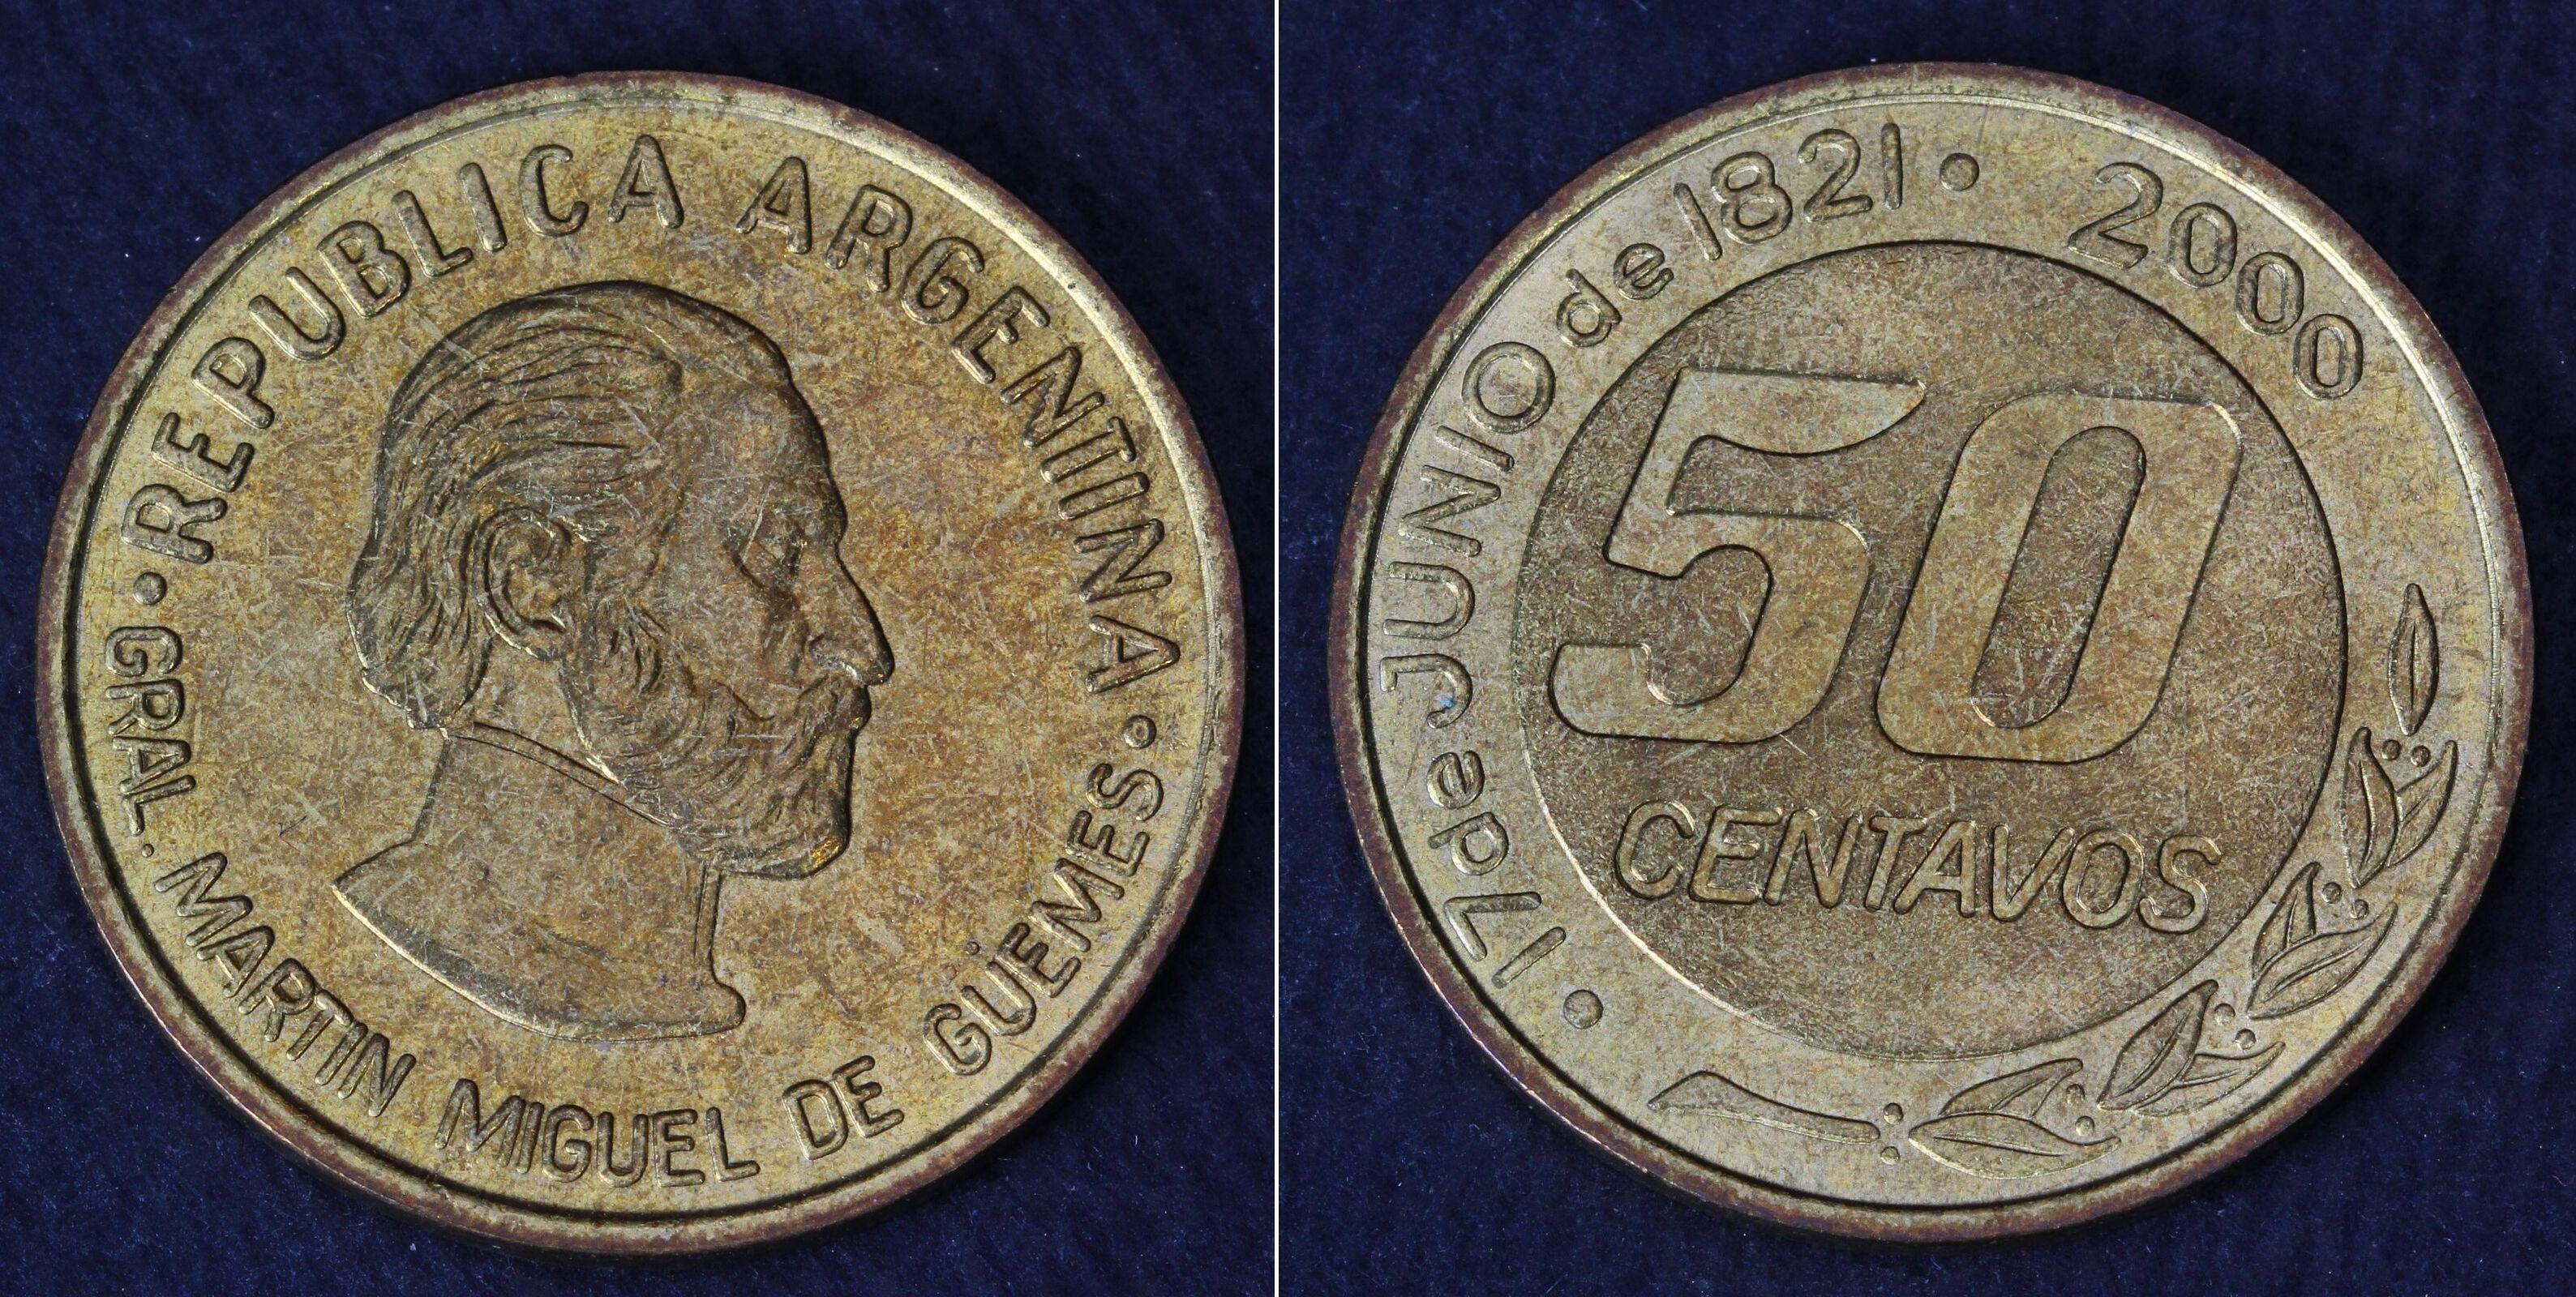 • REPUBLICA ARGENTINA •
GRAL. MARTIN MIGUEL DE GÜEMES
• 17 de JUNIO de 1821 • 2000
50
CENTAVOS